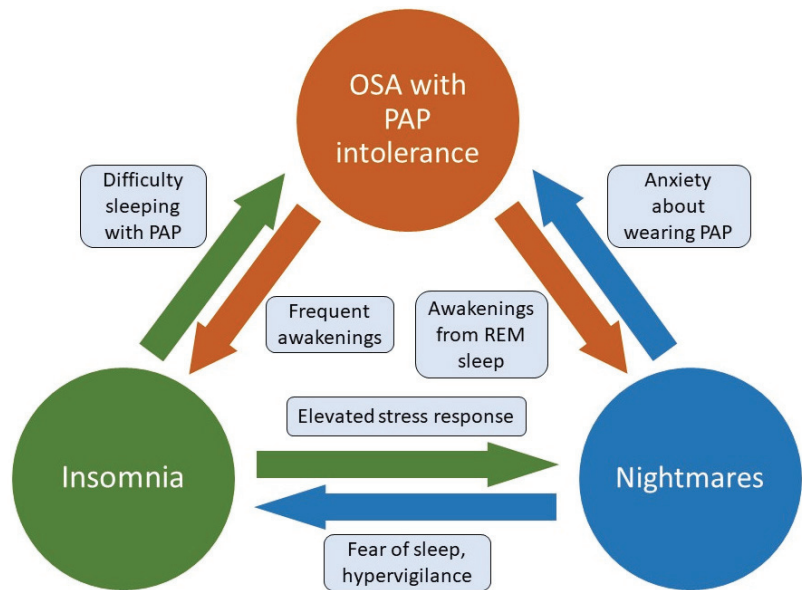 OSA with
PAP
intolerance
Difficulty
sleeping
with PAP
Anxiety
about
wearing PAP
Frequent
awakenings
Awakenings
from REM
sleep
Elevated stress response
Insomnia
Nightmares
Fear of sleep,
hypervigilance